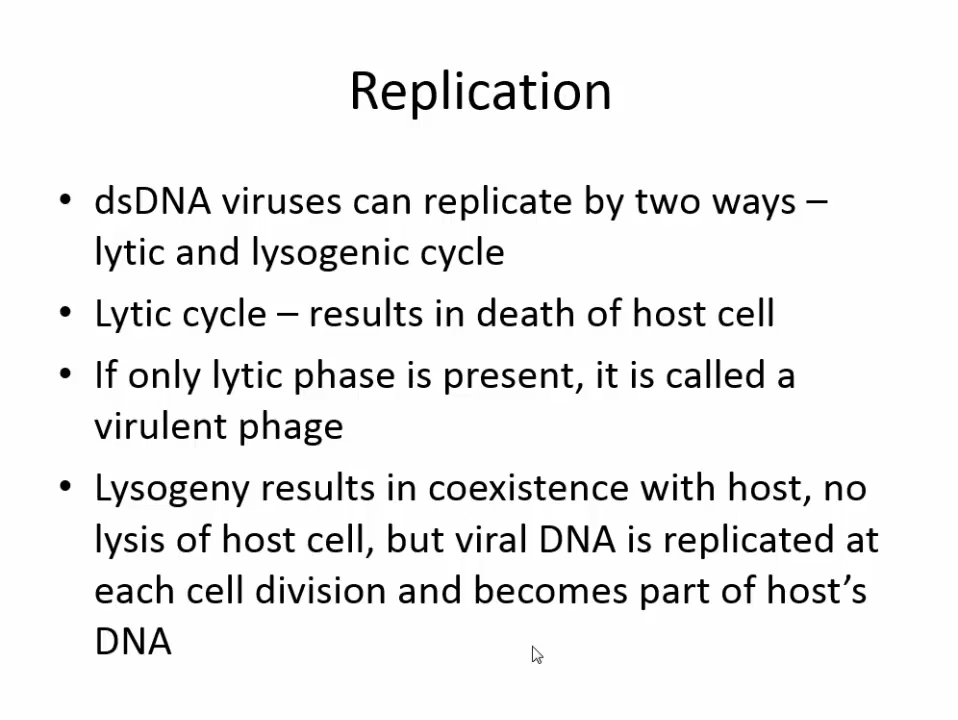 Replication
• dsDNA viruses can replicate by two ways –
lytic and lysogenic cycle
• Lytic cycle – results in death of host cell
• If only lytic phase is present, it is called a
virulent phage
• Lysogeny results in coexistence with host, no
lysis of host cell, but viral DNA is replicated at
each cell division and becomes part of host’s
DNA